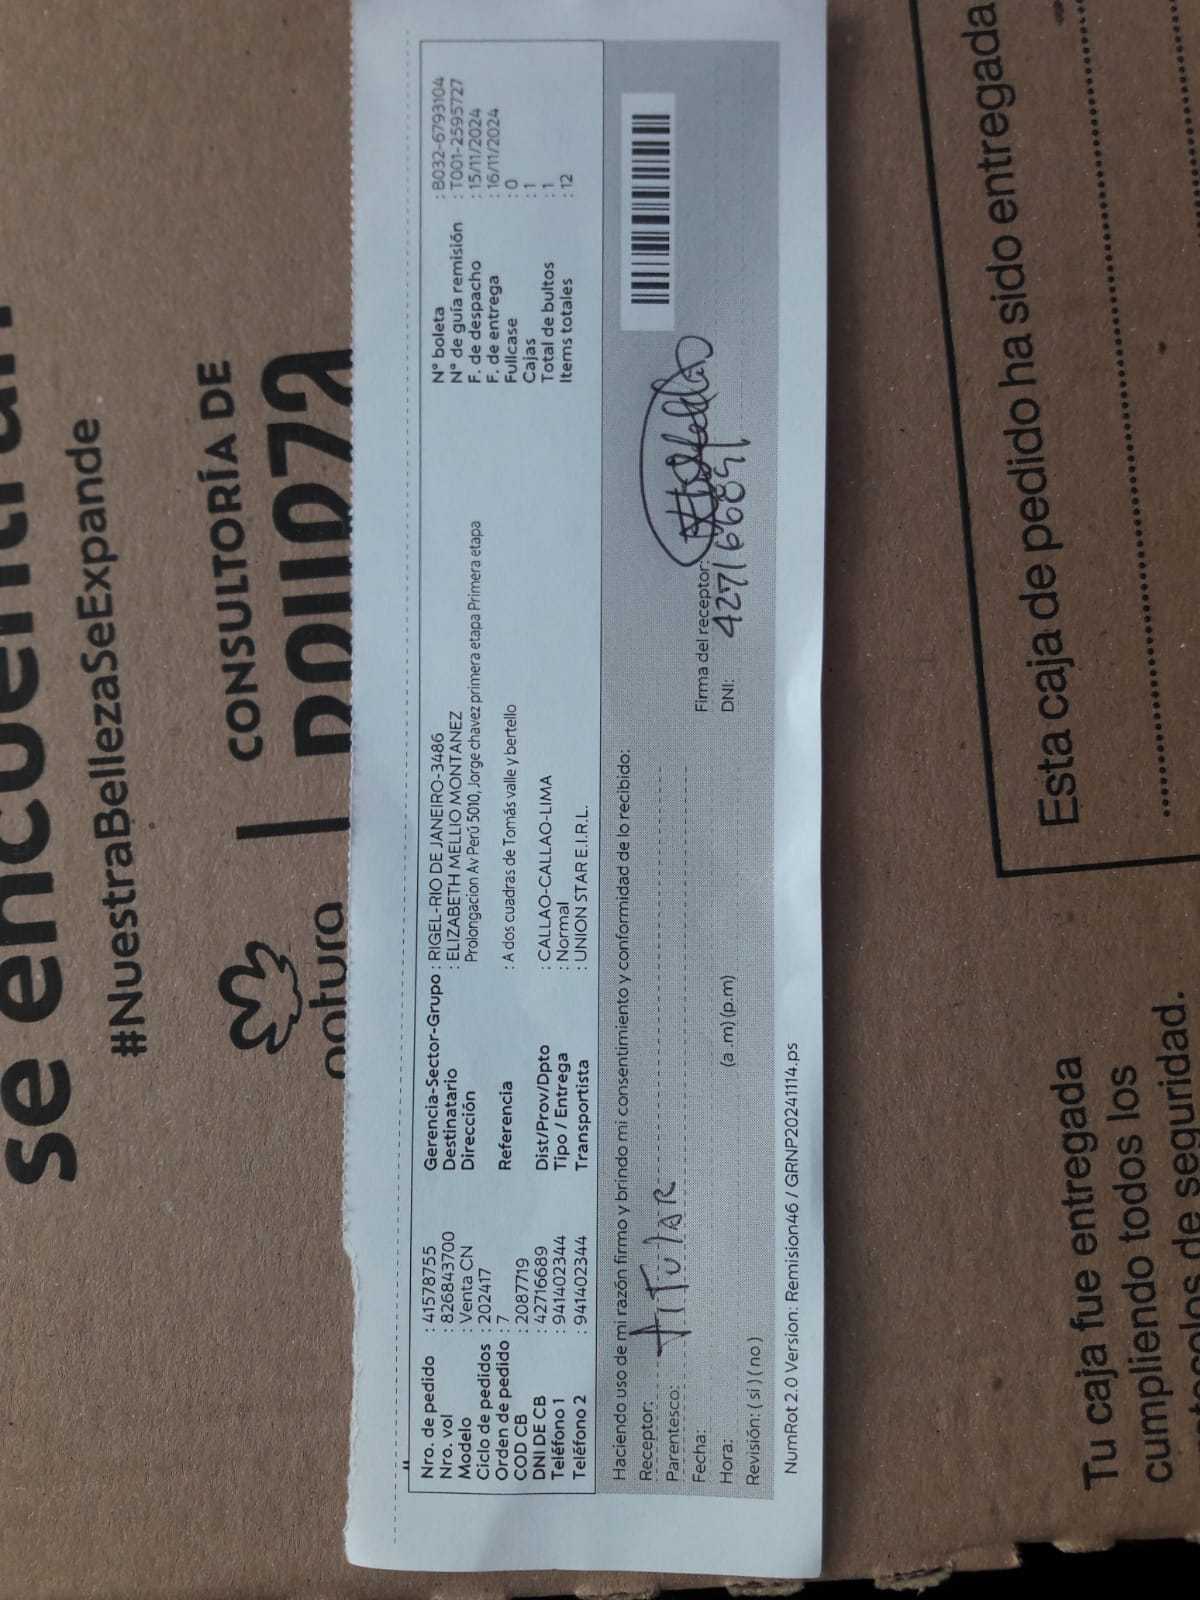 se encuentran
#NuestraBellezaSeExpande
natura
CONSULTORÍA DE
BELLEZA
Nro. de pedido : 41578755
Nro. vol : 826843700
Modelo : Venta CN
Ciclo de pedidos : 202417
Orden de pedido : 7
COD CB : 2087719
DNI DE CB : 42716689
Teléfono 1 : 941402344
Teléfono 2 : 941402344
Gerencia-Sector-Grupo : RIGEL-RIO DE JANEIRO-3486
Destinatario : ELIZABETH MELLIO MONTANEZ
Dirección Prolongacion Av Perú 5010, Jorge chavez primera etapa Primera etapa
Referencia : A dos cuadras de Tomás valle y bertello
Dist/Prov/Dpto : CALLAO-CALLAO-LIMA
Tipo / Entrega : Normal
Transportista : UNION STAR E.I.R.L.
N° boleta : B032-6793104
N° de guía remisión : T001-2595727
F. de despacho : 15/11/2024
F. de entrega : 16/11/2024
Fullcase : 0
Cajas : 1
Total de bultos : 1
Items totales : 12
Haciendo uso de mi razón firmo y brindo mi consentimiento y conformidad de lo recibido:
Receptor:
Parentesco: TiTulAR
Fecha: Firma del receptor:
Hora: (a .m) (p.m) DNI: 42716689
Revisión: ( si ) ( no )
NumRot 2.0 Version: Remision46 / GRNP20241114.ps
Esta caja de pedido ha sido entregada
Tu caja fue entregada
cumpliendo todos los
protocolos de seguridad.